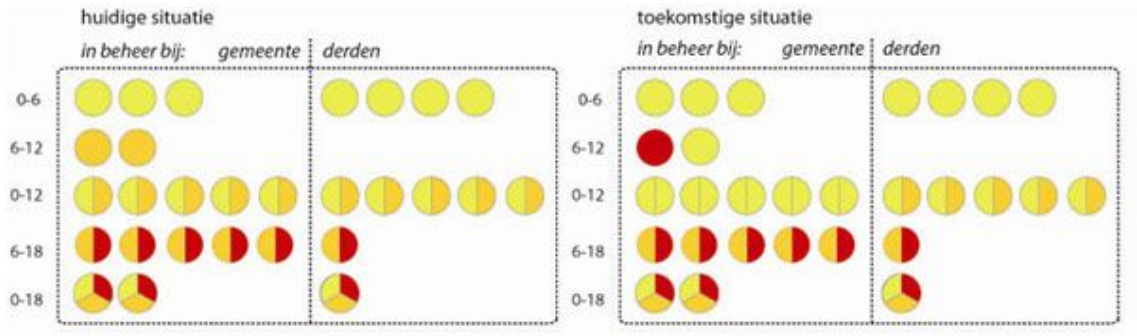 huidige situatie
in beheer bij: gemeente derden
0-6
6-12
0-12
6-18
0-18
toekomstige situatie
in beheer bij: gemeente derden
0-6
6-12
0-12
6-18
0-18